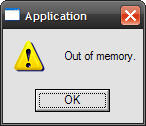 Application
Out of memory.
OK